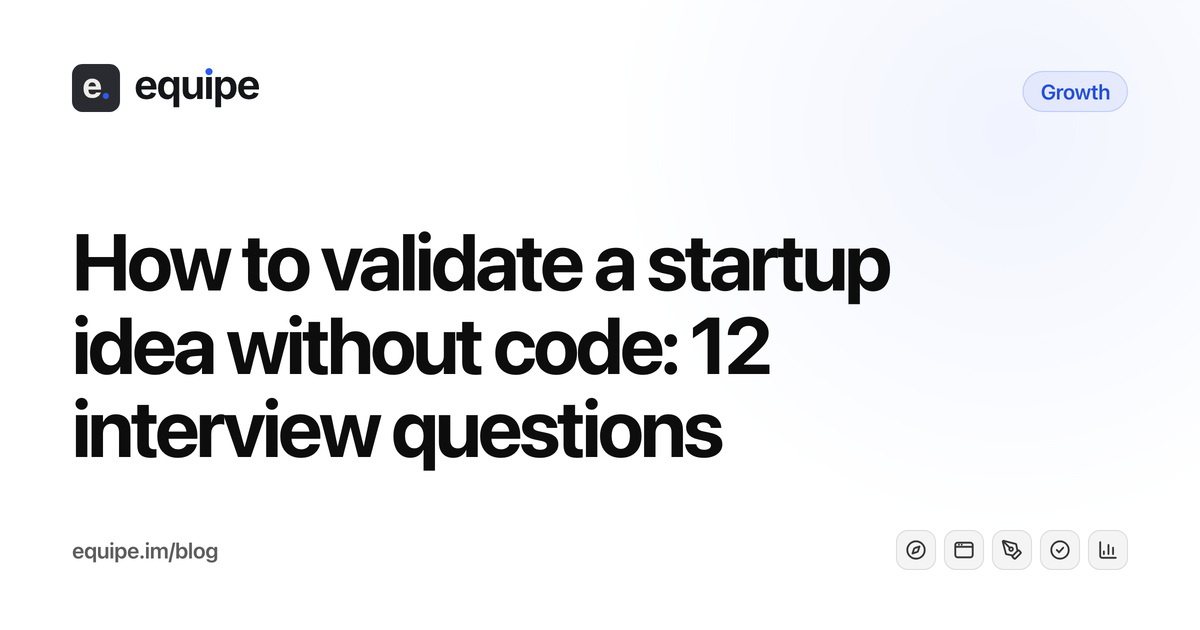 e. equipe
Growth
How to validate a startup
idea without code: 12
interview questions
equipe.im/blog